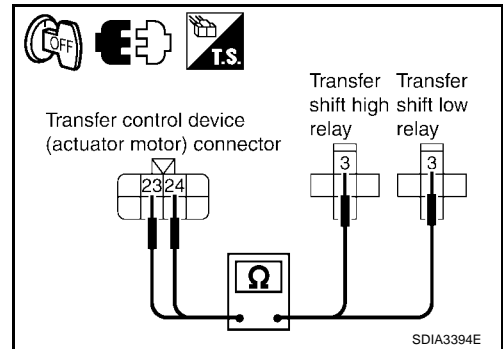 OFF
T.S.
Transfer control device
(actuator motor) connector
Transfer
shift high
relay
Transfer
shift low
relay
23 24
3
3
Ω
SDIA3394E